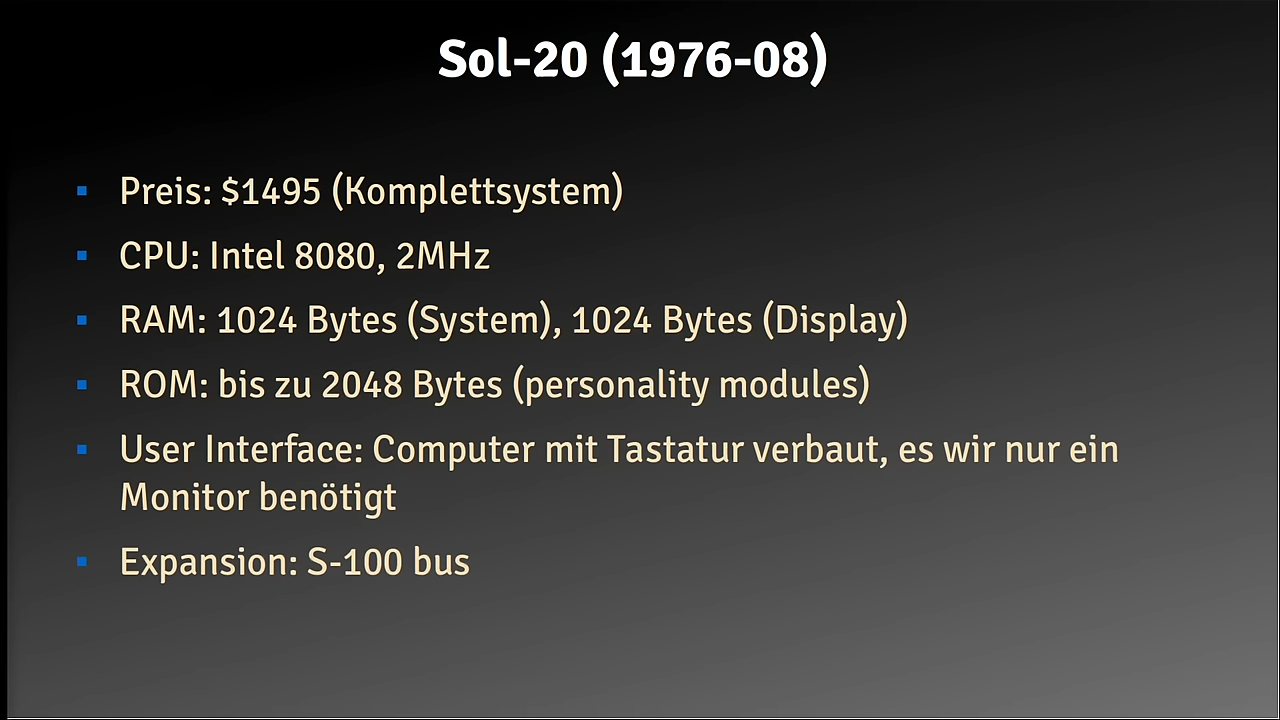 Sol-20 (1976-08)
Preis: $1495 (Komplettsystem)
CPU: Intel 8080, 2MHz
RAM: 1024 Bytes (System), 1024 Bytes (Display)
ROM: bis zu 2048 Bytes (personality modules)
User Interface: Computer mit Tastatur verbaut, es wir nur ein
Monitor benötigt
Expansion: S-100 bus